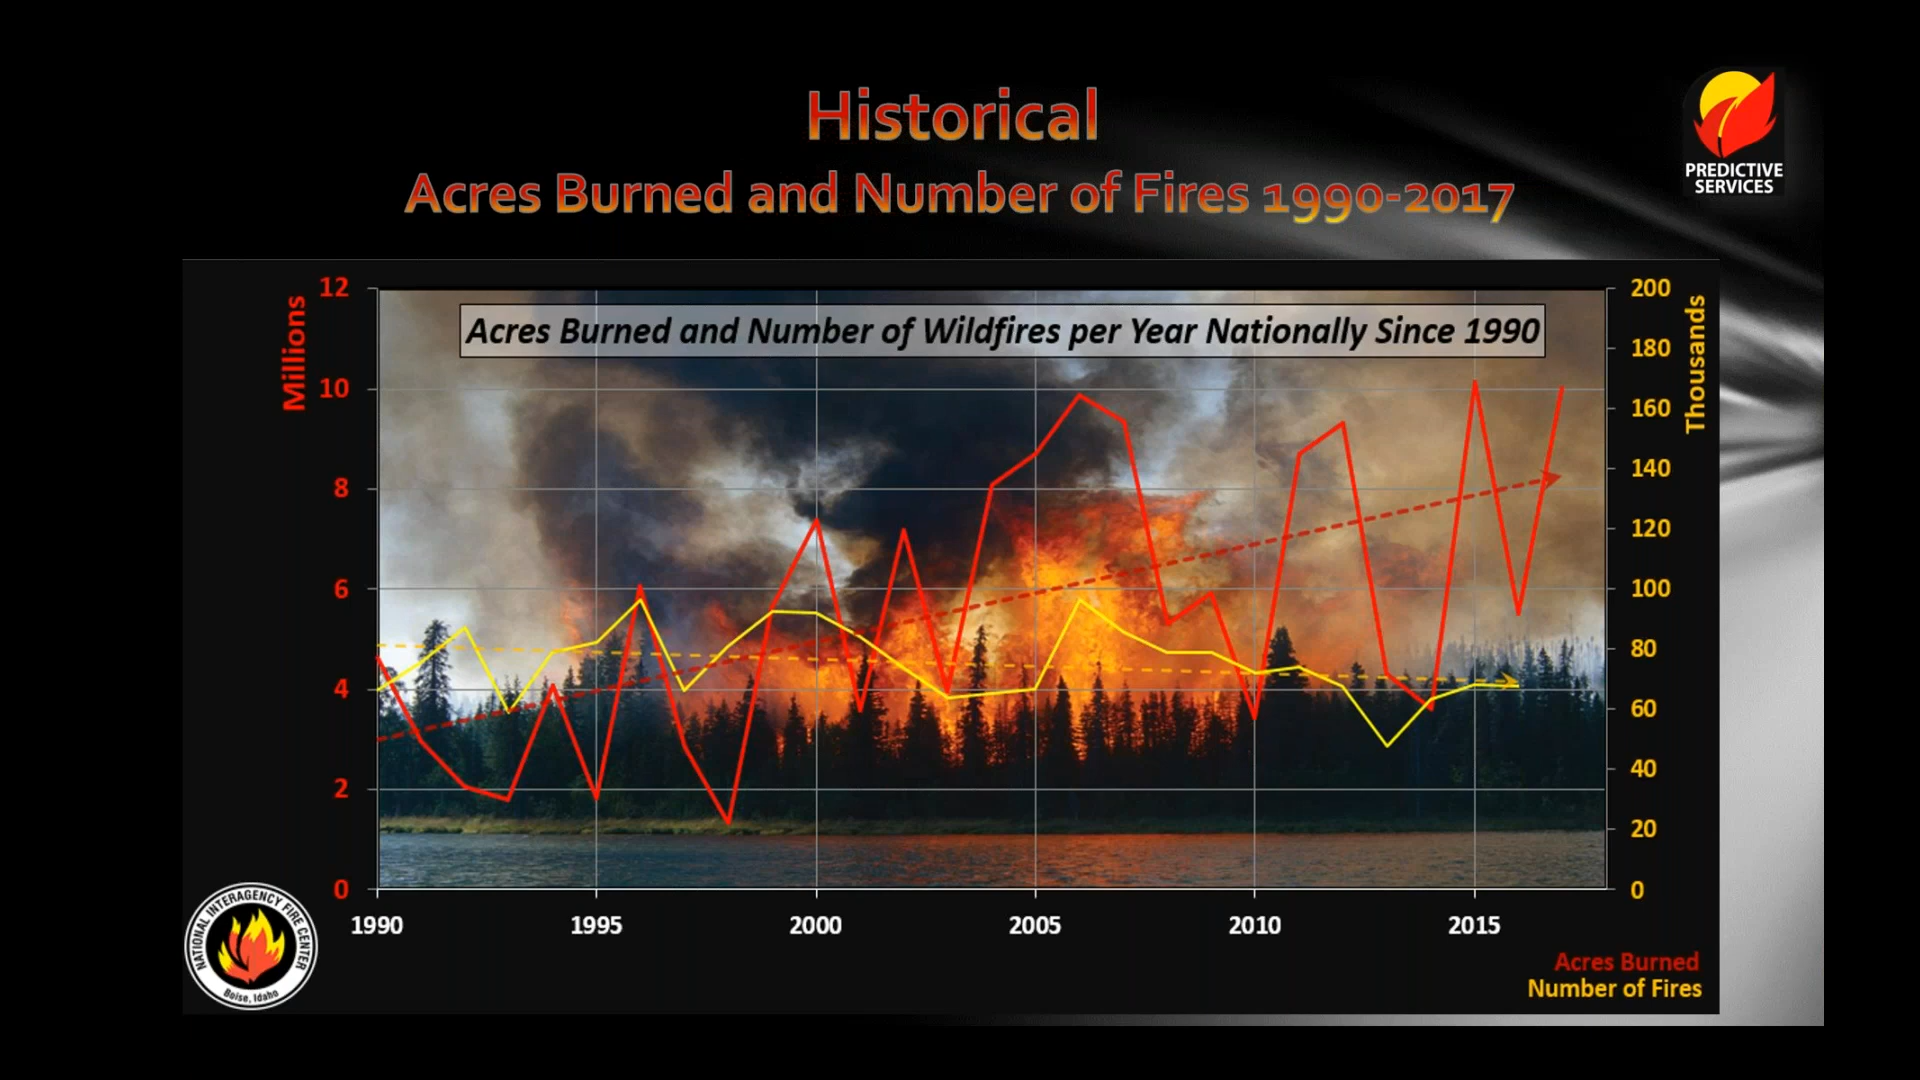 Historical
Acres Burned and Number of Fires 1990-2017
PREDICTIVE
SERVICES
Acres Burned and Number of Wildfires per Year Nationally Since 1990
Millions
12
10
8
6
4
2
0
200
180
160
140
120
100
80
60
40
20
0
Thousands
1990 1995 2000 2005 2010 2015
Acres Burned
Number of Fires
NATIONAL INTERAGENCY FIRE CENTER
Boise, Idaho